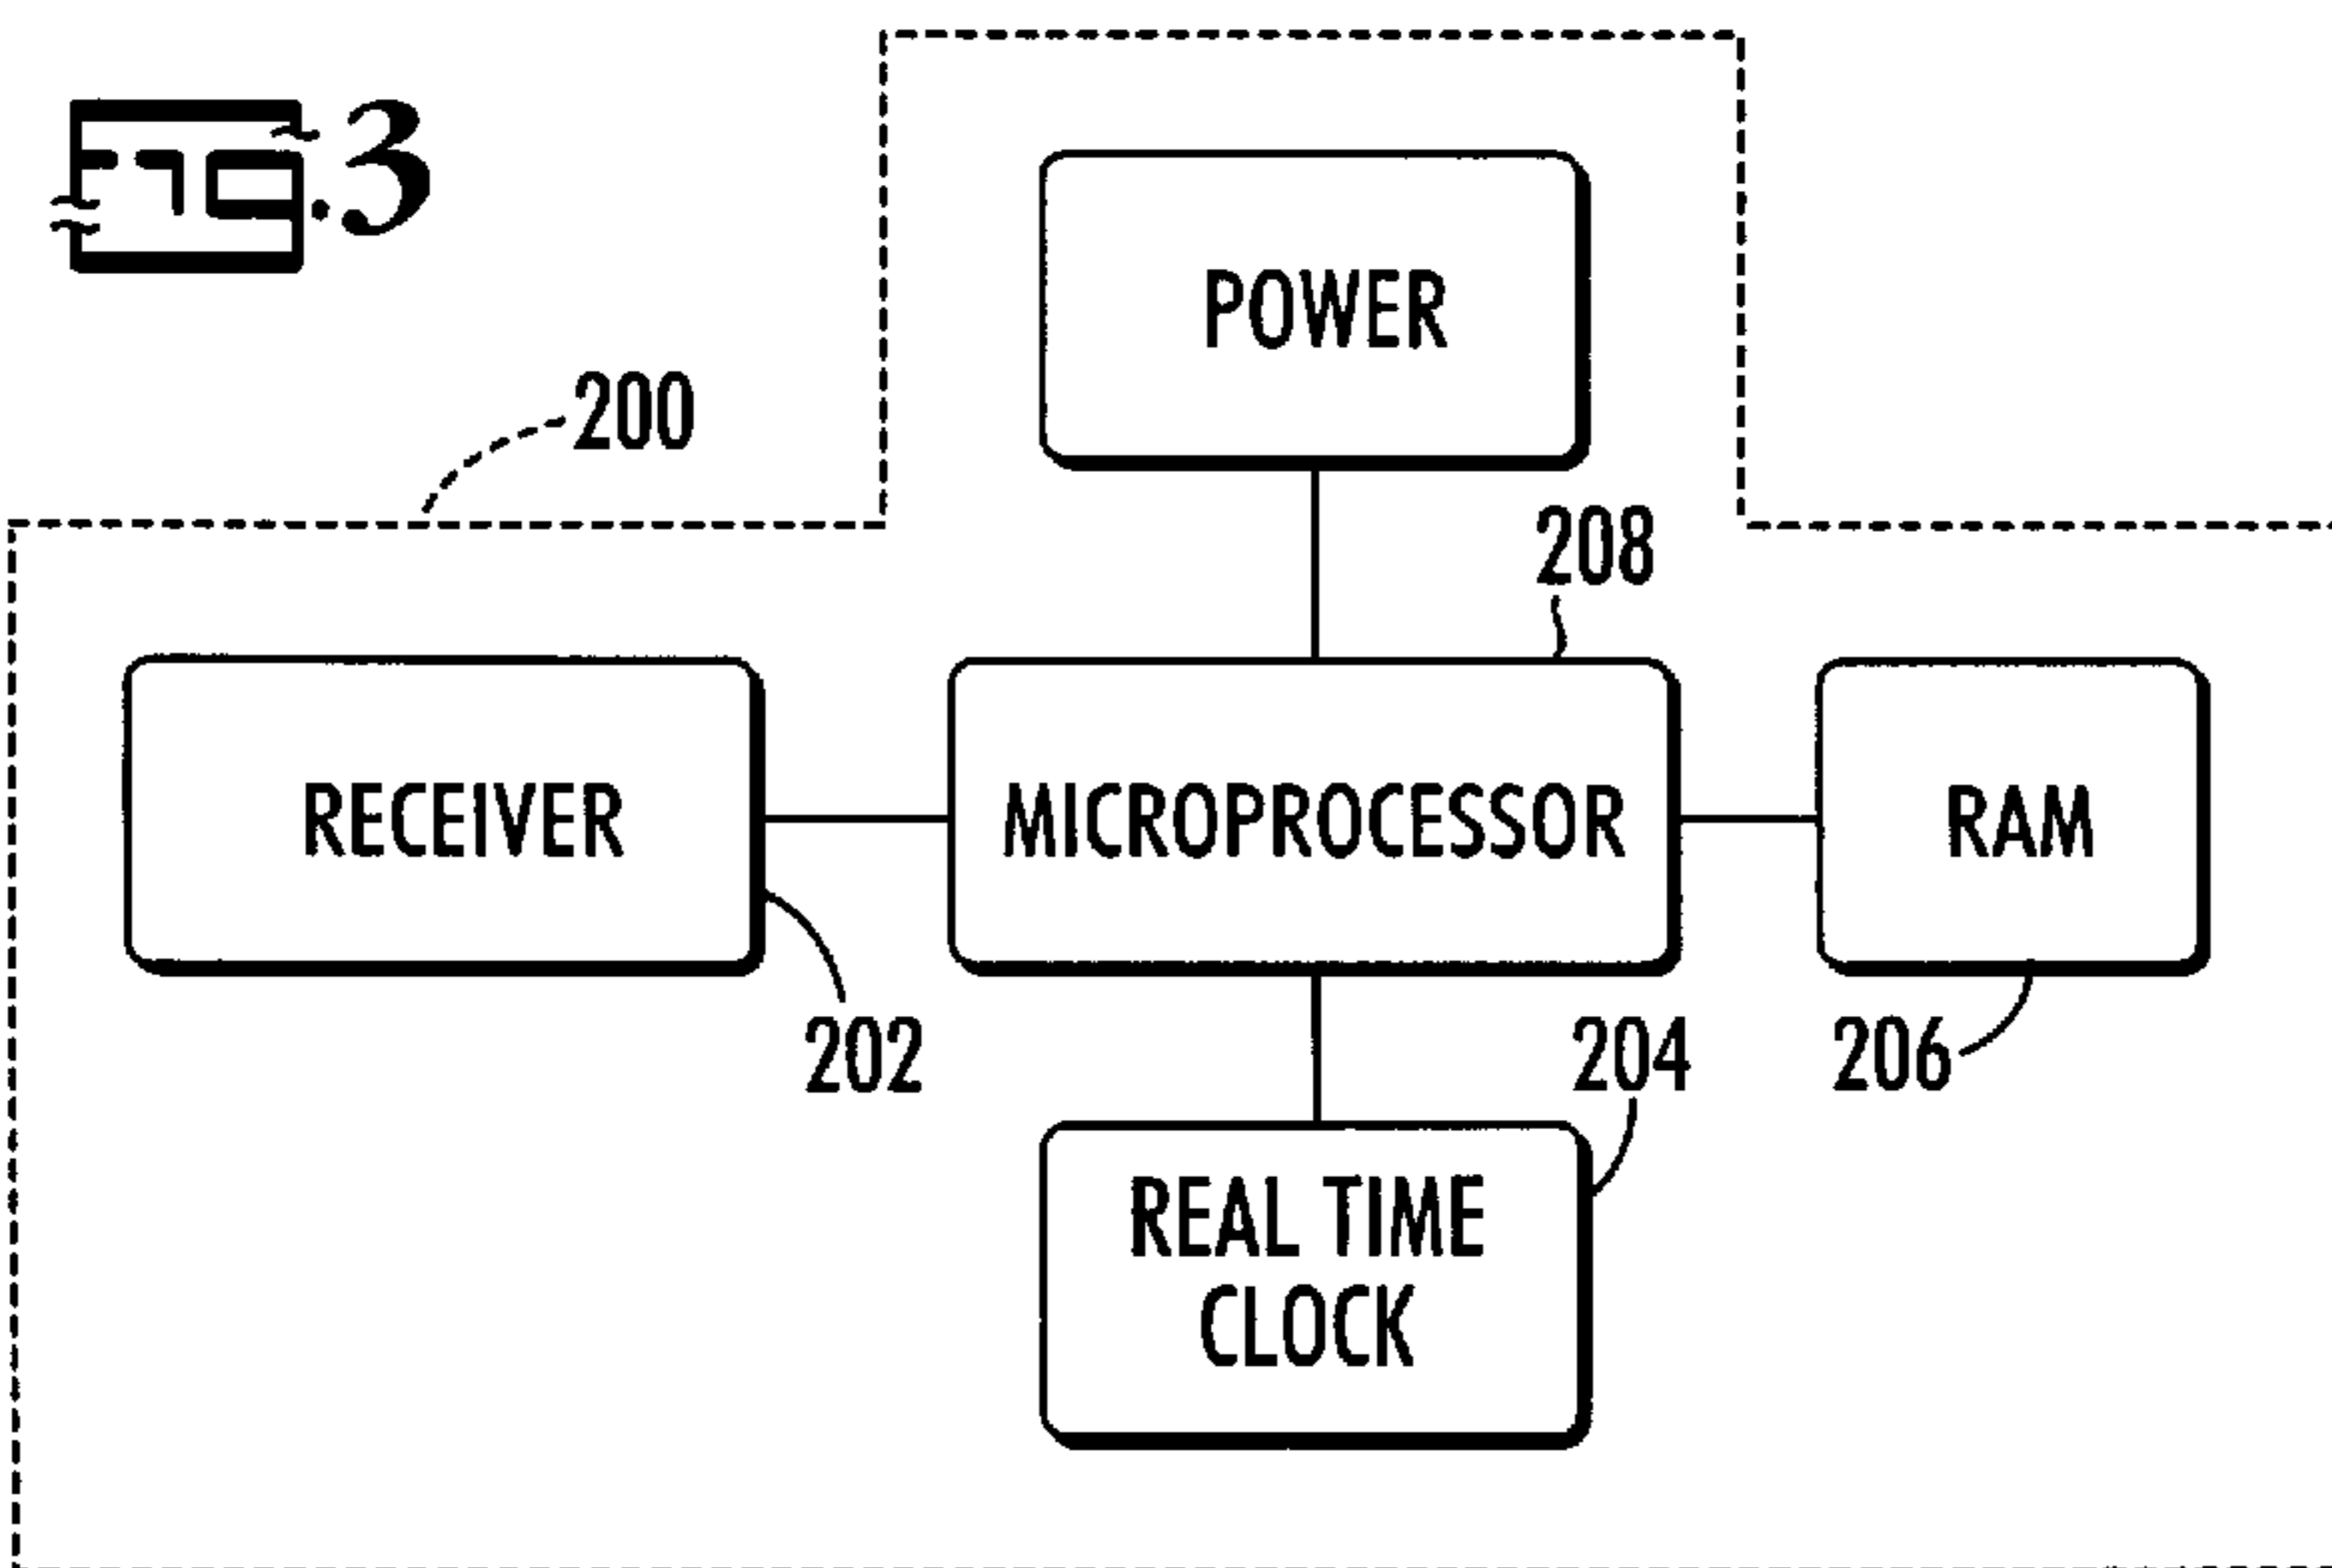 FIG. 3
POWER
200
208
RECEIVER
MICROPROCESSOR
RAM
202
204
206
REAL TIME
CLOCK